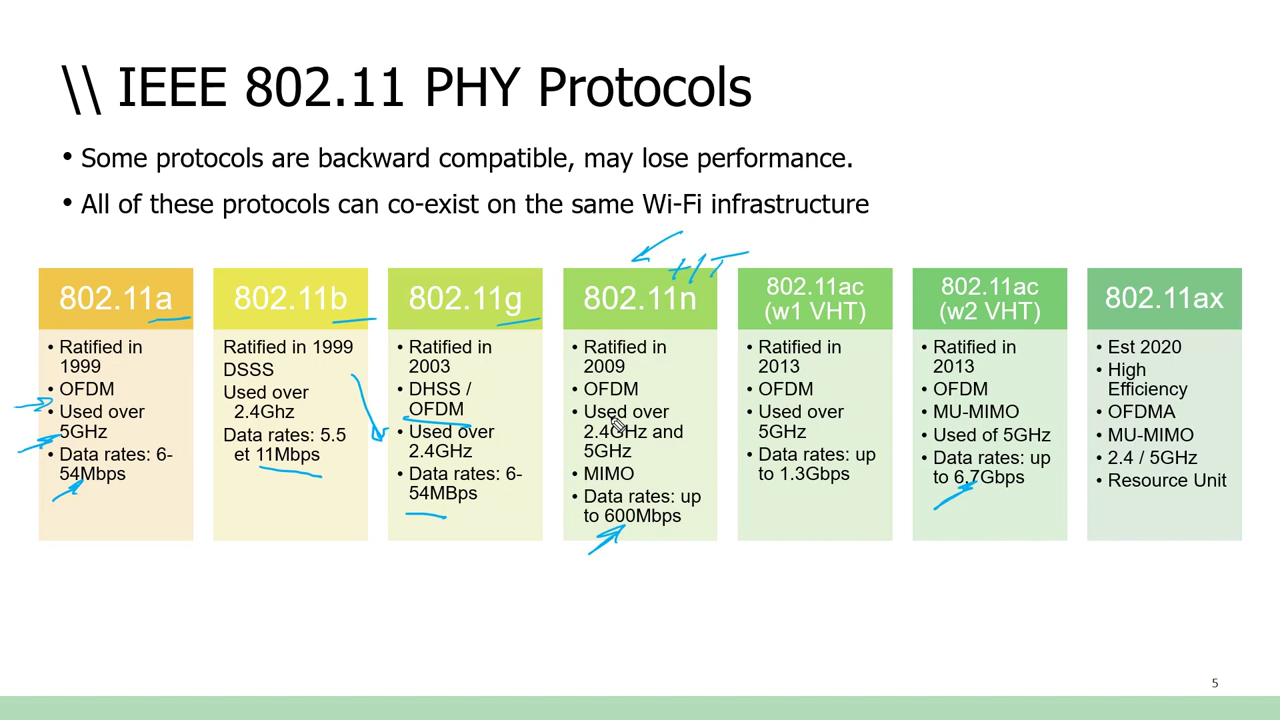 \\ IEEE 802.11 PHY Protocols
• Some protocols are backward compatible, may lose performance.
• All of these protocols can co-exist on the same Wi-Fi infrastructure
HT
802.11a
• Ratified in
1999
• OFDM
• Used over
5GHz
• Data rates: 6-
54Mbps
802.11b
Ratified in 1999
DSSS
Used over
2.4Ghz
Data rates: 5.5
et 11Mbps
802.11g
• Ratified in
2003
• DHSS /
OFDM
• Used over
2.4GHz
• Data rates: 6-
54MBps
802.11n
• Ratified in
2009
• OFDM
• Used over
2.4GHz and
5GHz
• MIMO
• Data rates: up
to 600Mbps
802.11ac
(w1 VHT)
• Ratified in
2013
• OFDM
• Used over
5GHz
• Data rates: up
to 1.3Gbps
802.11ac
(w2 VHT)
• Ratified in
2013
• OFDM
• MU-MIMO
• Used of 5GHz
• Data rates: up
to 6.7Gbps
802.11ax
• Est 2020
• High
Efficiency
• OFDMA
• MU-MIMO
• 2.4 / 5GHz
• Resource Unit
5